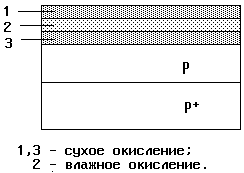 1
2
3
p
p+
1,3 - сухое окисление;
2 - влажное окисление.